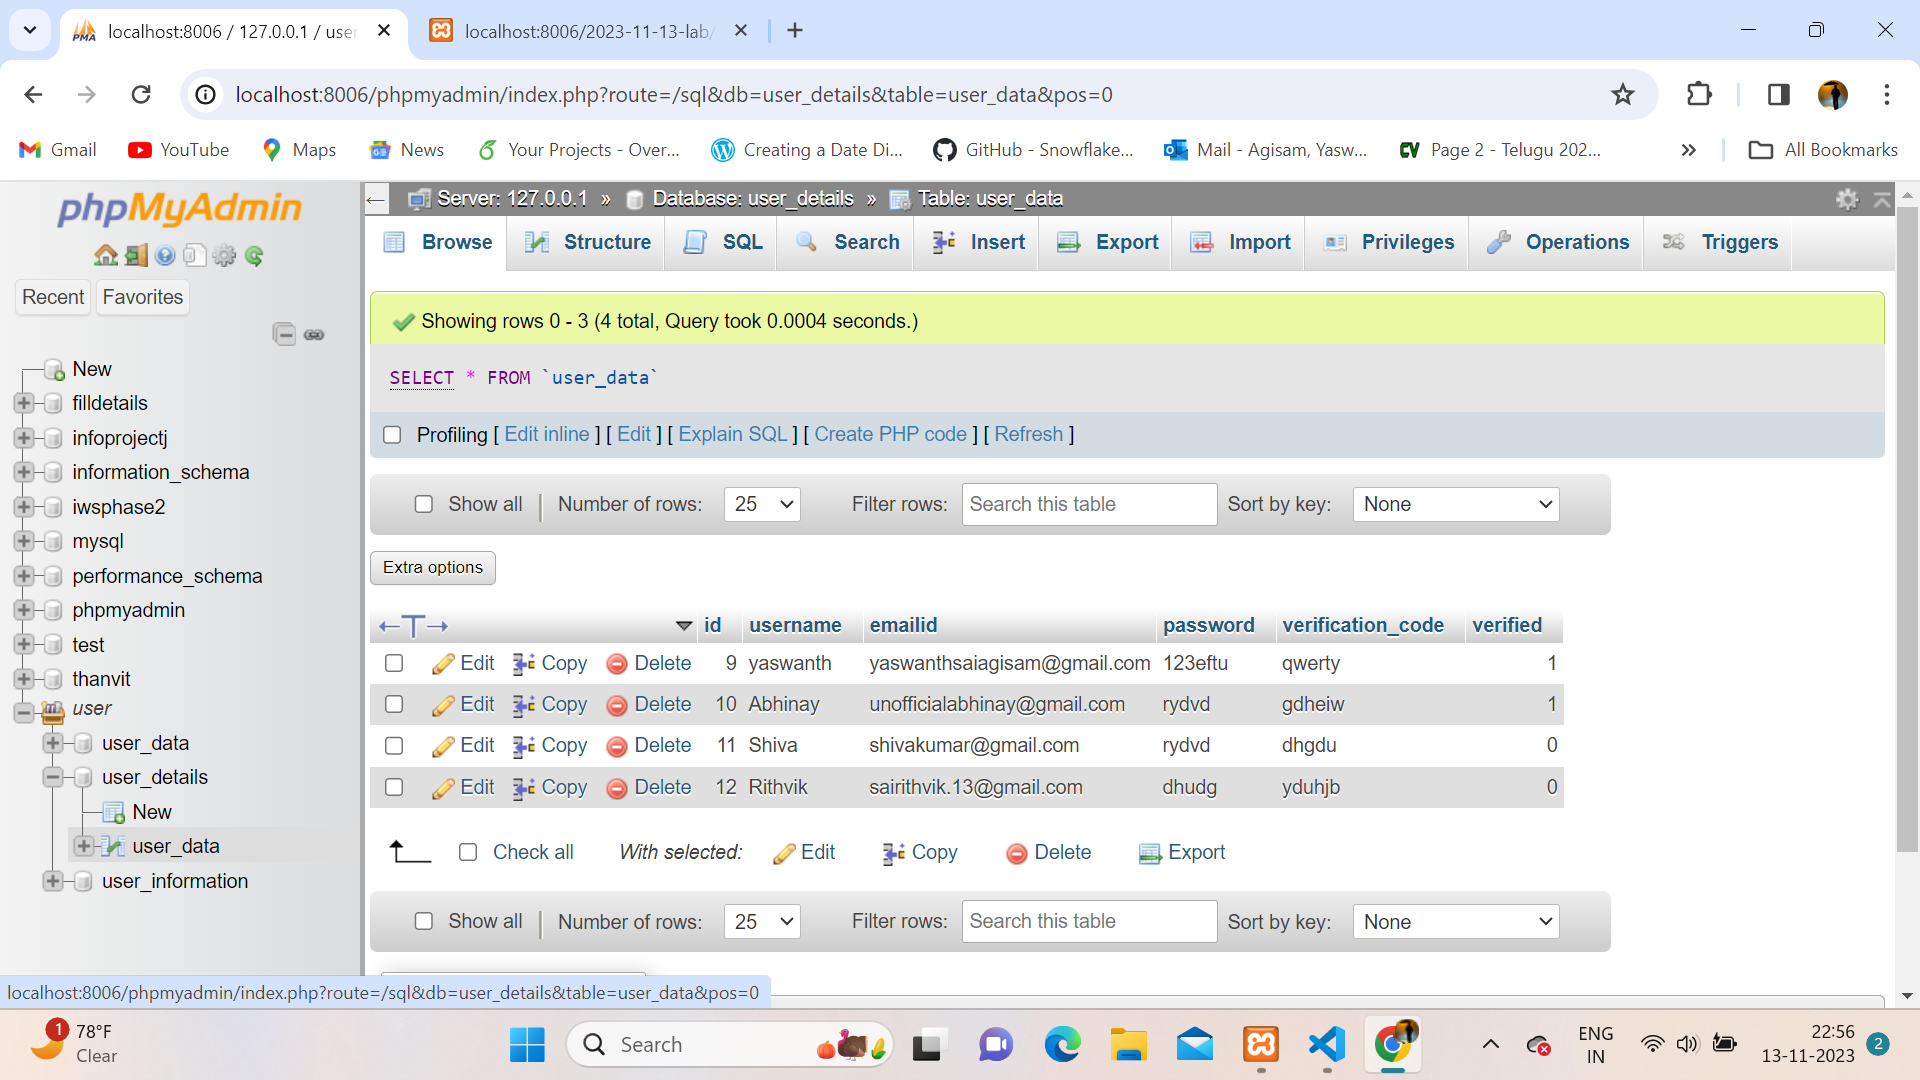 localhost:8006 / 127.0.0.1 / user
localhost:8006/2023-11-13-lab/
localhost:8006/phpmyadmin/index.php?route=/sql&db=user_details&table=user_data&pos=0
Gmail
YouTube
Maps
News
Your Projects - Over...
Creating a Date Di...
GitHub - Snowflake...
Mail - Agisam, Yasw...
CV
Page 2 - Telugu 202...
»
All Bookmarks
phpMyAdmin
Recent
Favorites
New
filldetails
infoprojectj
information_schema
iwsphase2
mysql
performance_schema
phpmyadmin
test
thanvit
user
user_data
user_details
New
user_data
user_information
Server: 127.0.0.1 » Database: user_details » Table: user_data
Browse Structure SQL Search Insert Export Import Privileges Operations Triggers
Showing rows 0 - 3 (4 total, Query took 0.0004 seconds.)
SELECT * FROM `user_data`
Profiling [ Edit inline ] [ Edit ] [ Explain SQL ] [ Create PHP code ] [ Refresh ]
Show all | Number of rows: 25 Filter rows: Search this table Sort by key: None
Extra options
id username emailid password verification_code verified
Edit Copy Delete 9 yaswanth yaswanthsaiagisam@gmail.com 123eftu qwerty 1
Edit Copy Delete 10 Abhinay unofficialabhinay@gmail.com rydvd gdheiw 1
Edit Copy Delete 11 Shiva shivakumar@gmail.com rydvd dhgdu 0
Edit Copy Delete 12 Rithvik sairithvik.13@gmail.com dhudg yduhjb 0
Check all With selected: Edit Copy Delete Export
Show all | Number of rows: 25 Filter rows: Search this table Sort by key: None
localhost:8006/phpmyadmin/index.php?route=/sql&db=user_details&table=user_data&pos=0
1
78°F
Clear
Search
ENG
IN
22:56
13-11-2023
2